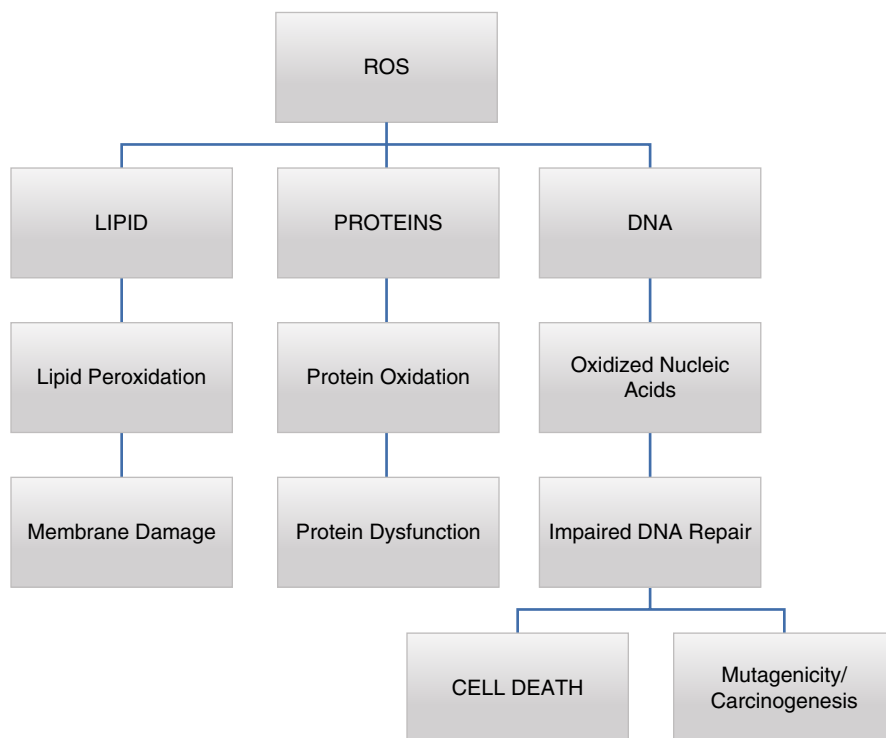 ROS
LIPID
PROTEINS
DNA
Lipid Peroxidation
Protein Oxidation
Oxidized Nucleic
Acids
Membrane Damage
Protein Dysfunction
Impaired DNA Repair
CELL DEATH
Mutagenicity/
Carcinogenesis